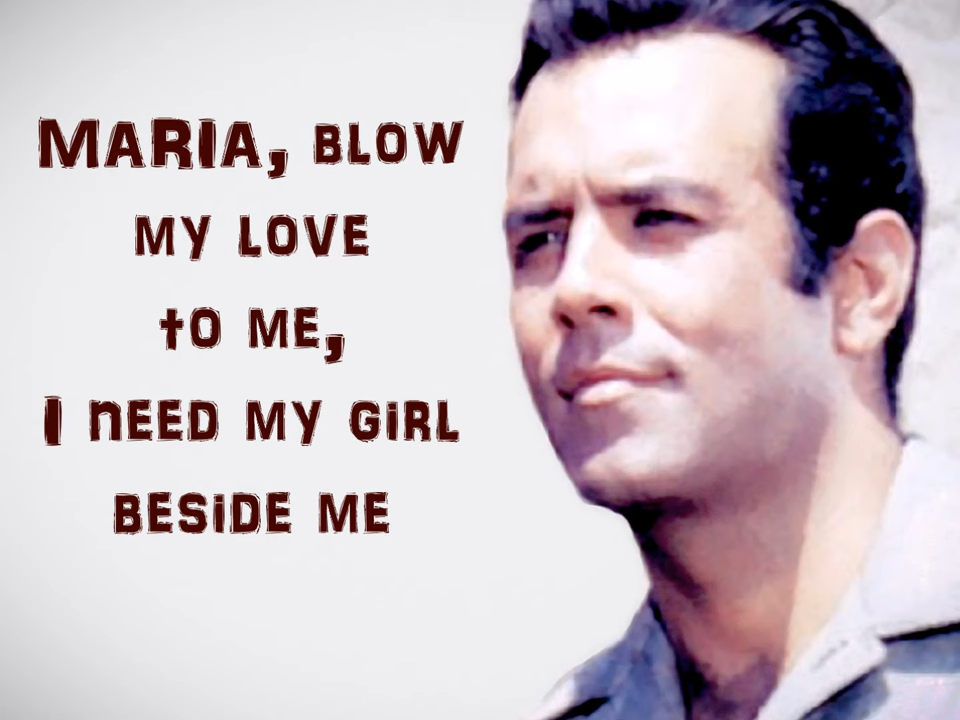 MARIA, BLOW
MY LOVE
TO ME,
I NEED MY GIRL
BESIDE ME